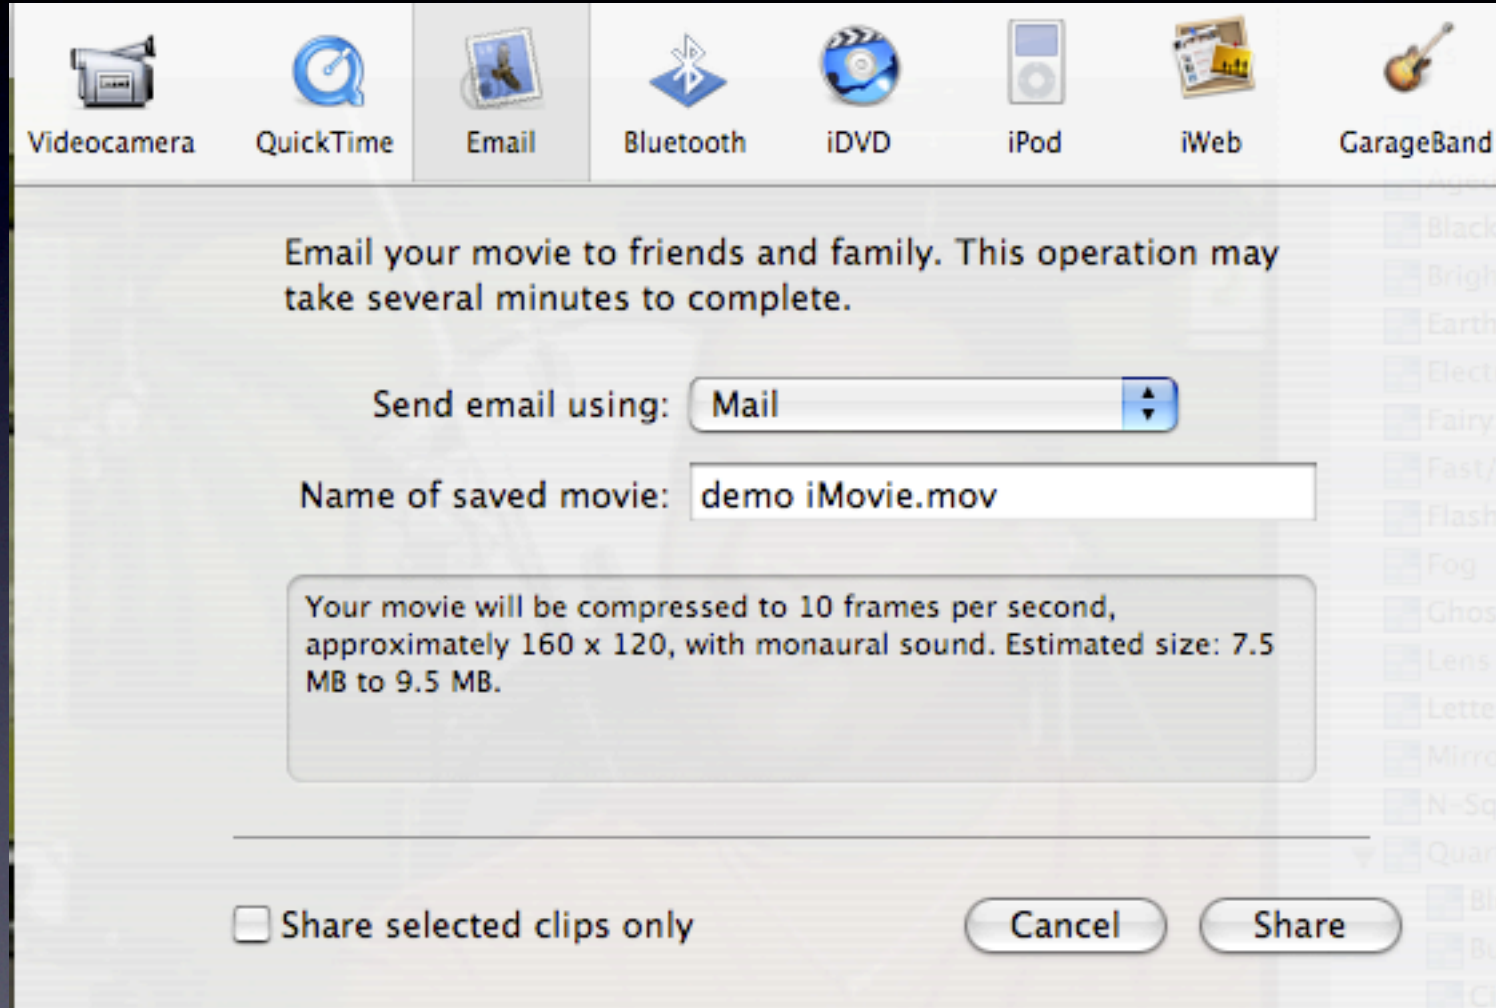 Videocamera QuickTime Email Bluetooth iDVD iPod iWeb GarageBand
Email your movie to friends and family. This operation may
take several minutes to complete.
Send email using: Mail
Name of saved movie: demo iMovie.mov
Your movie will be compressed to 10 frames per second,
approximately 160 x 120, with monaural sound. Estimated size: 7.5
MB to 9.5 MB.
Share selected clips only Cancel Share
Fog